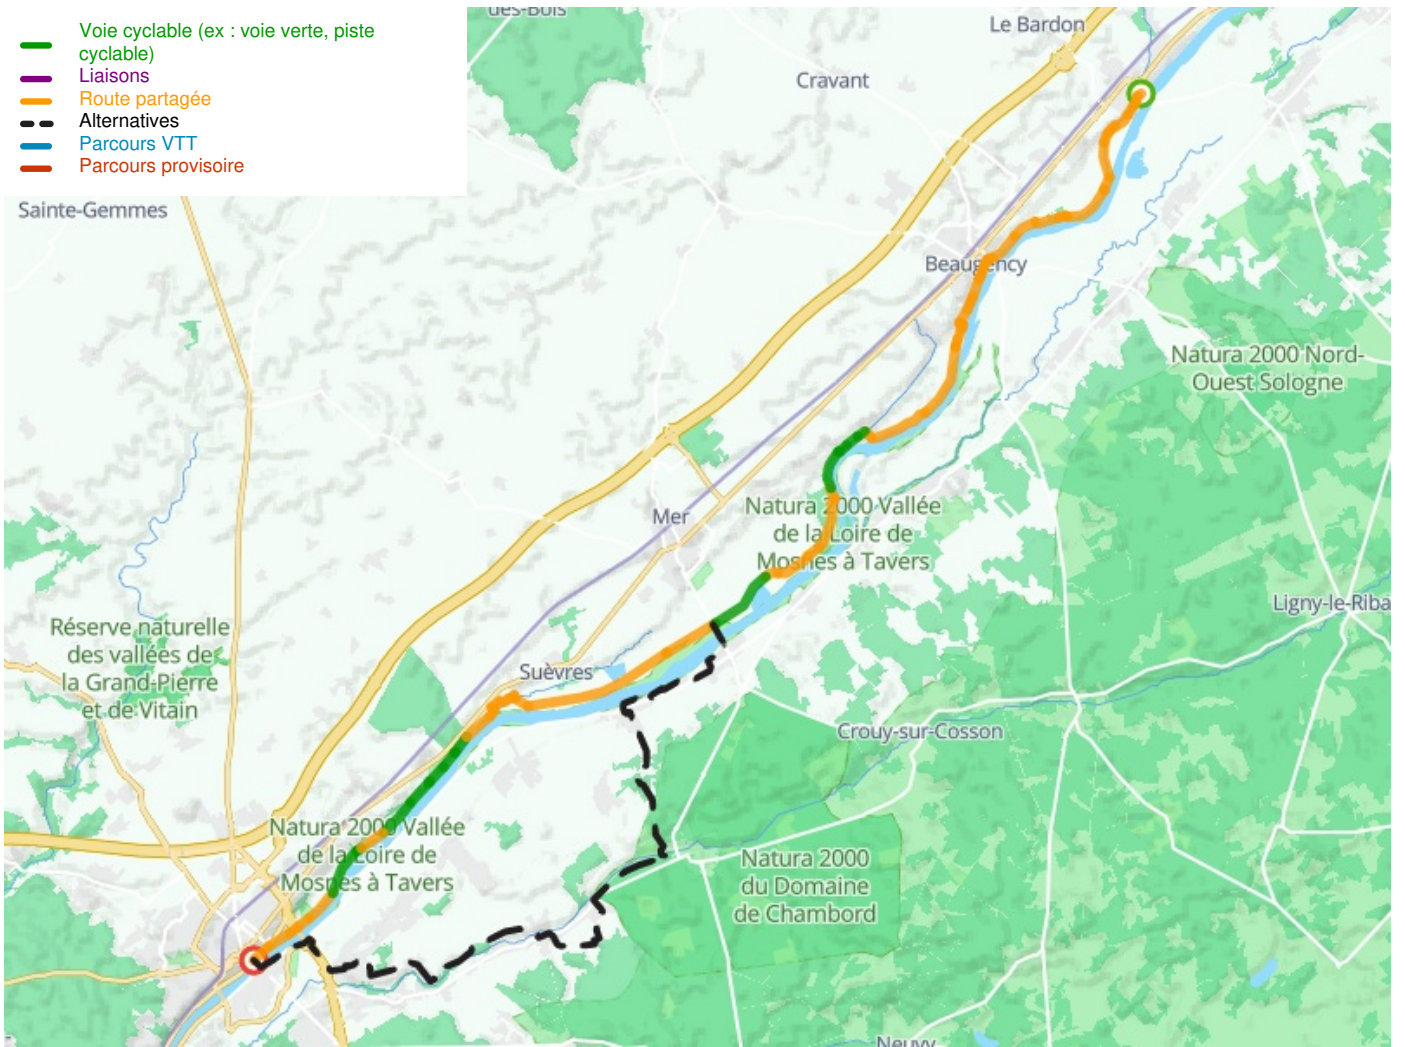 Voie cyclable (ex : voie verte, piste
cyclable)
Liaisons
Route partagée
Alternatives
Parcours VTT
Parcours provisoire
des-Bois
Le Bardon
Cravant
Sainte-Gemmes
Beaugency
Natura 2000 Nord-
Ouest Sologne
Natura 2000 Vallée
de la Loire de
Mosnes à Tavers
Mer
Ligny-le-Riba
Réserve naturelle
des vallées de
la Grand-Pierre
et de Vitain
Suèvres
Crouy-sur-Cosson
Natura 2000 Vallée
de la Loire de
Mosnes à Tavers
Natura 2000
du Domaine
de Chambord
Neuvy